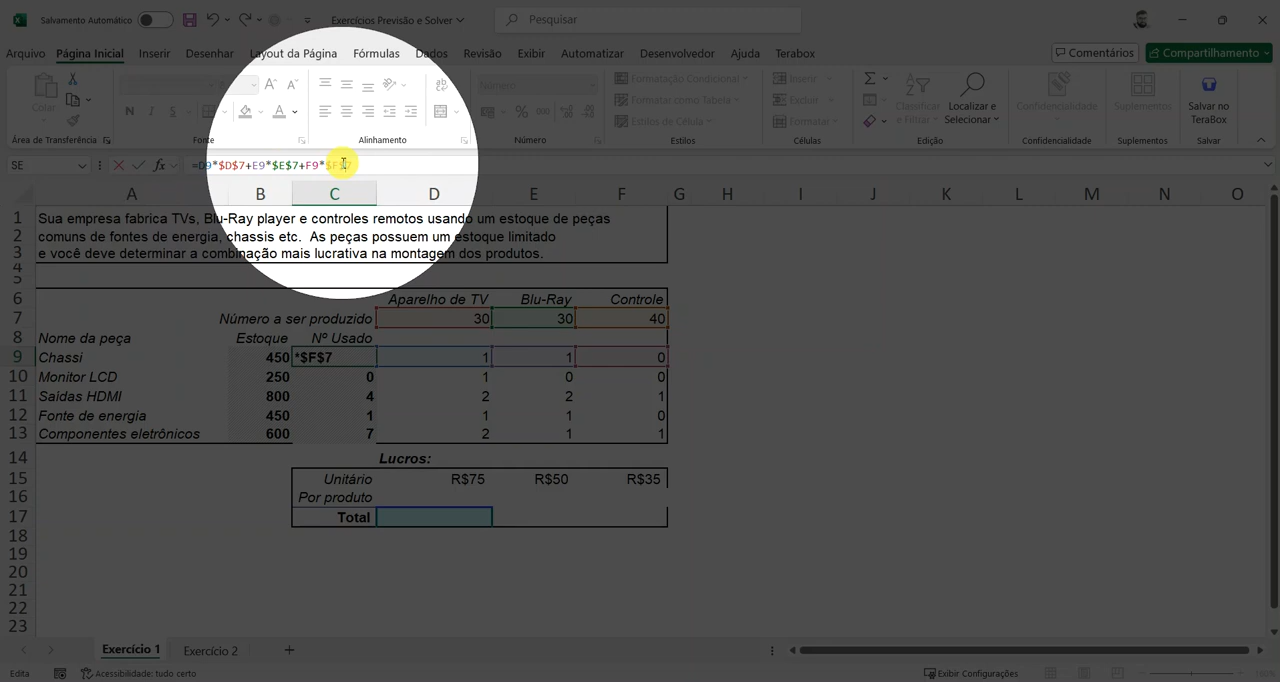 Salvamento Automático
Exercícios Previsão e Solver
Pesquisar
Arquivo Página Inicial Inserir Desenhar Layout da Página Fórmulas Dados Revisão Exibir Automatizar Desenvolvedor Ajuda Terabox
Comentários Compartilhamento
Colar
Número
Formatação Condicional
Formatar como Tabela
Estilos de Célula
Inserir
Excluir
Formatar
Classificar e Filtrar
Localizar e Selecionar
Confidencialidade
Suplementos
Salvar no TeraBox
Área de Transferência Fonte Alinhamento Número Estilos Células Edição Confidencialidade Suplementos Salvar
SE fx =D9*$D$7+E9*$E$7+F9*$F$7
A B C D E F G H I J K L M N O
1 Sua empresa fabrica TVs, Blu-Ray player e controles remotos usando um estoque de peças
2 comuns de fontes de energia, chassis etc. As peças possuem um estoque limitado
3 e você deve determinar a combinação mais lucrativa na montagem dos produtos.
4
5
6 Aparelho de TV Blu-Ray Controle
7 Número a ser produzido 30 30 40
8 Nome da peça Estoque Nº Usado
9 Chassi 450 *$F$7 1 1 0
10 Monitor LCD 250 0 1 0 0
11 Saídas HDMI 800 4 2 2 1
12 Fonte de energia 450 1 1 1 0
13 Componentes eletrônicos 600 7 2 1 1
14 Lucros:
15 Unitário R$75 R$50 R$35
16 Por produto
17 Total
18
19
20
21
22
23
Exercício 1 Exercício 2
Edita Acessibilidade: tudo certo Exibir Configurações